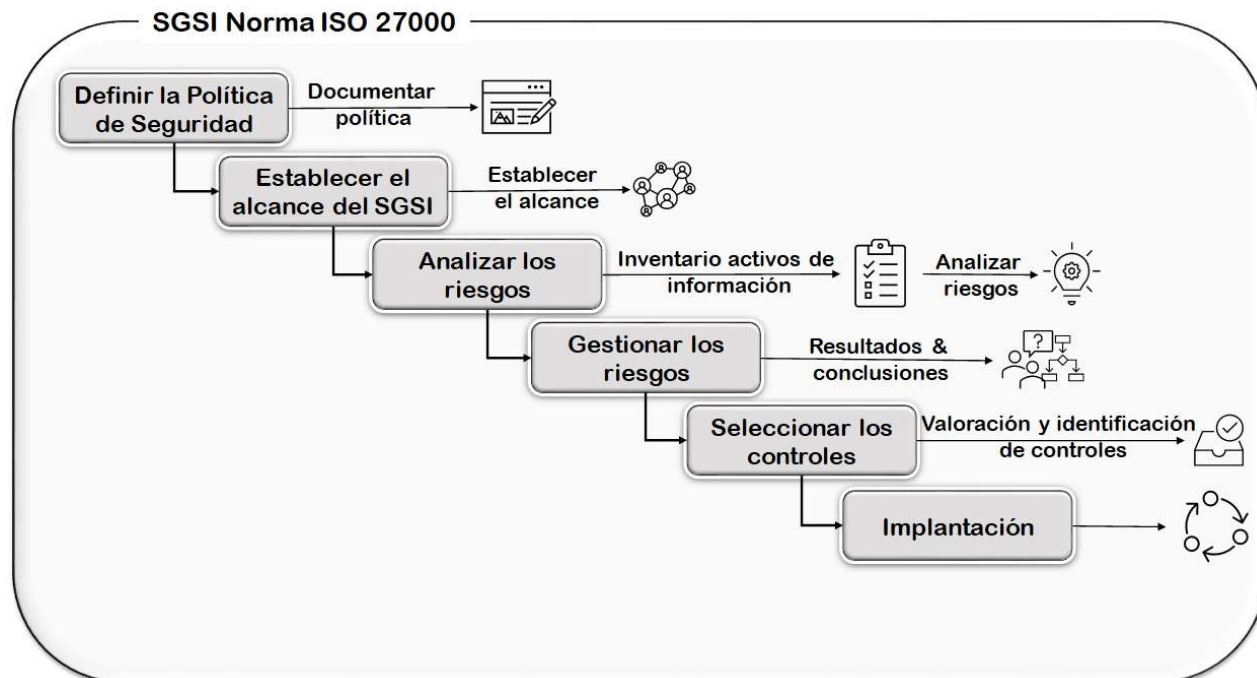 SGSI Norma ISO 27000
Definir la Política
de Seguridad
Documentar
política
Establecer el
alcance del SGSI
Establecer
el alcance
Analizar los
riesgos
Inventario activos de
información
Analizar
riesgos
Gestionar los
riesgos
Resultados &
conclusiones
?
Seleccionar los
controles
Valoración y identificación
de controles
Implantación